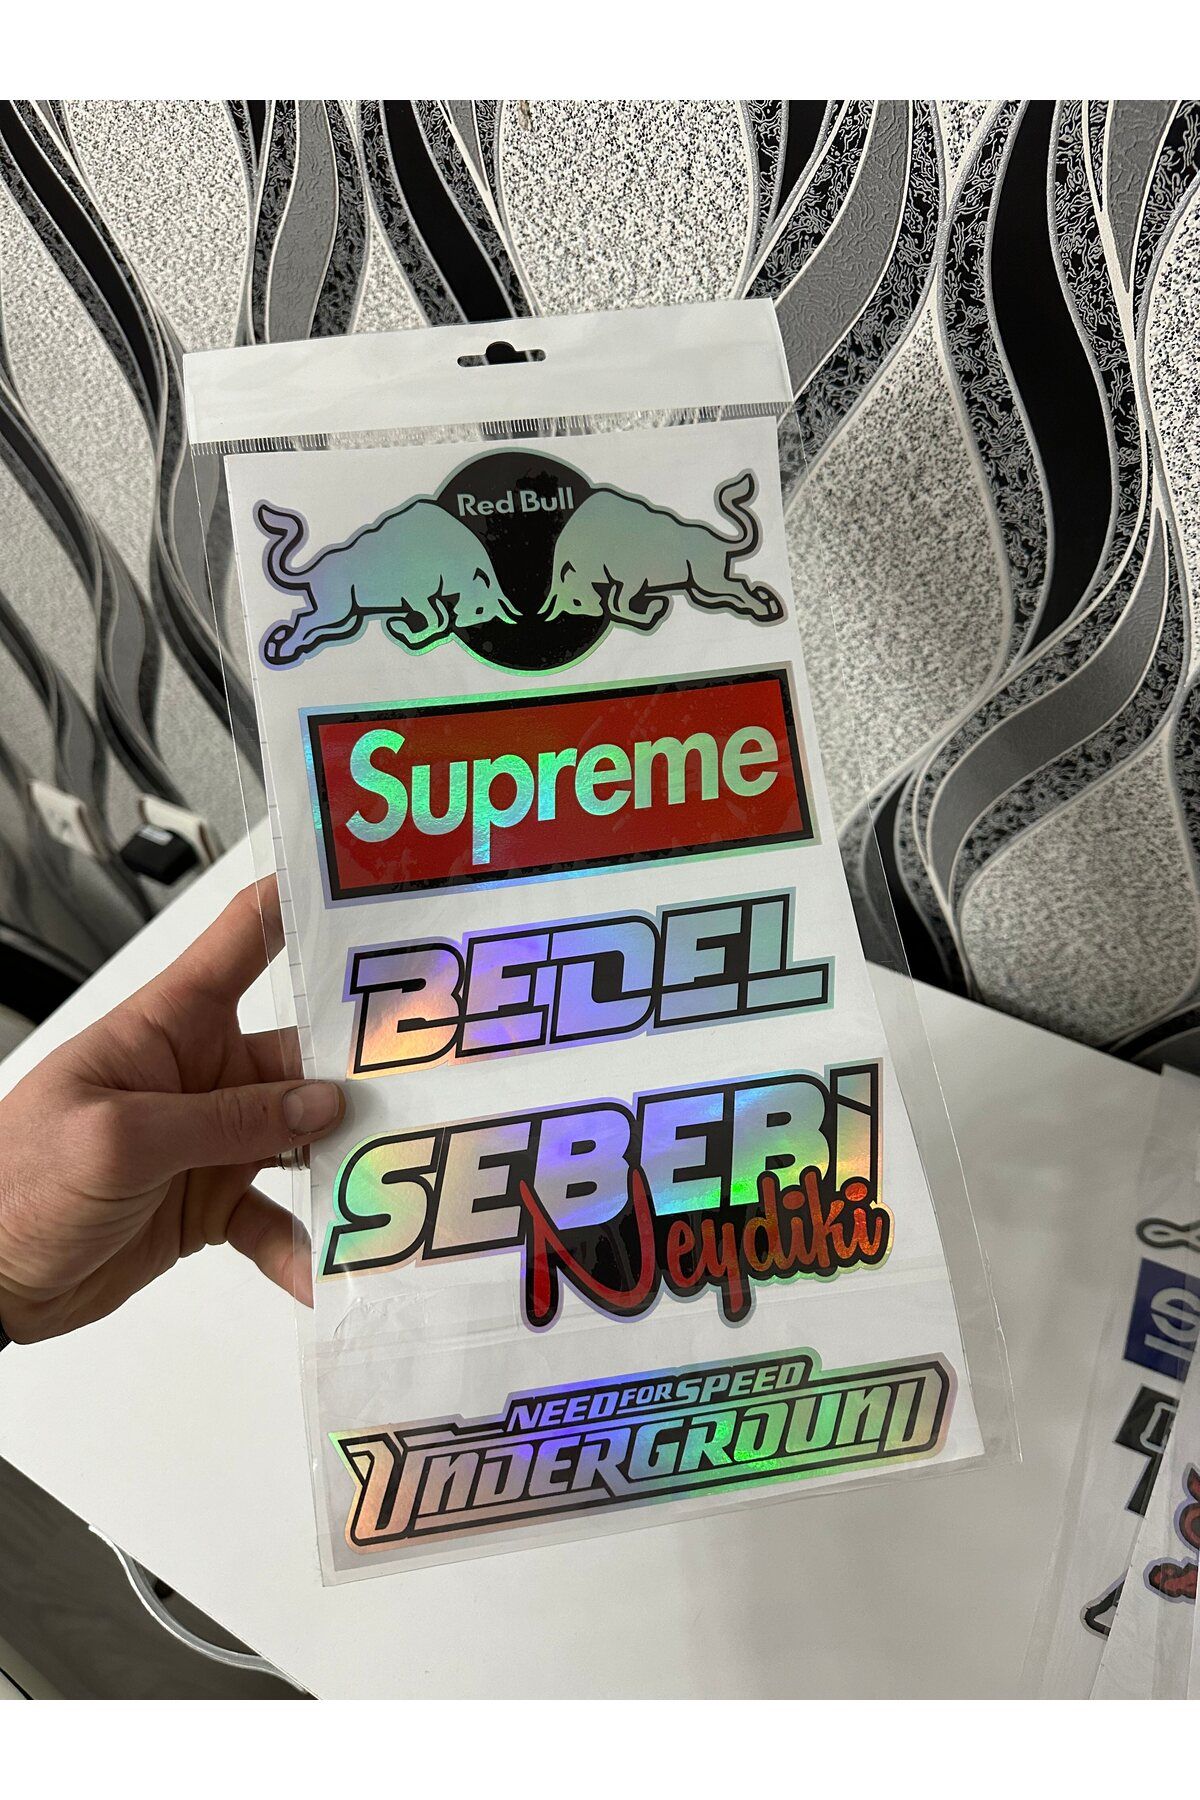 Red Bull
Supreme
BEDEL
SEBEBİ
Neydiki
NEED FOR SPEED
UNDERGROUND